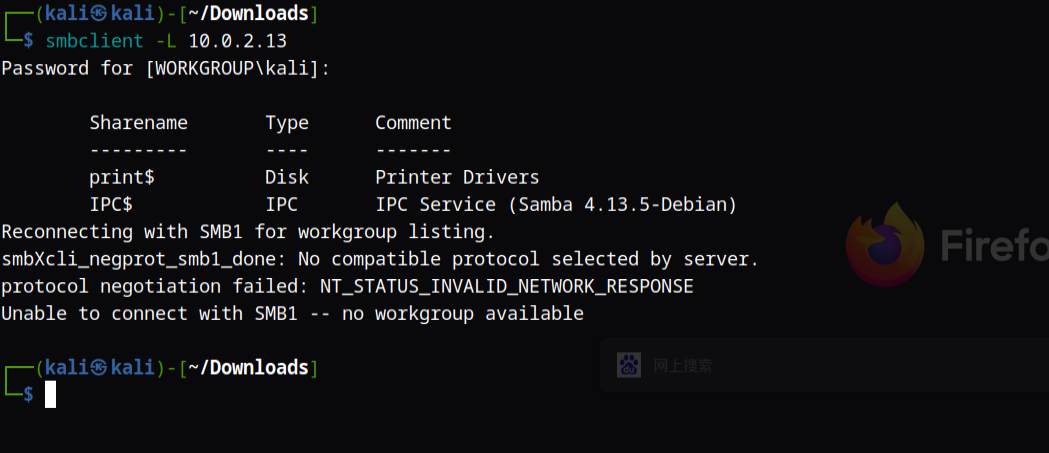 (kali㉿kali)-[~/Downloads]
$ smbclient -L 10.0.2.13
Password for [WORKGROUP\kali]:
Sharename Type Comment
--------- ---- -------
print$ Disk Printer Drivers
IPC$ IPC IPC Service (Samba 4.13.5-Debian)
Reconnecting with SMB1 for workgroup listing.
smbXcli_negprot_smb1_done: No compatible protocol selected by server.
protocol negotiation failed: NT_STATUS_INVALID_NETWORK_RESPONSE
Unable to connect with SMB1 -- no workgroup available
(kali㉿kali)-[~/Downloads]
$
Firefo
du
网上搜索